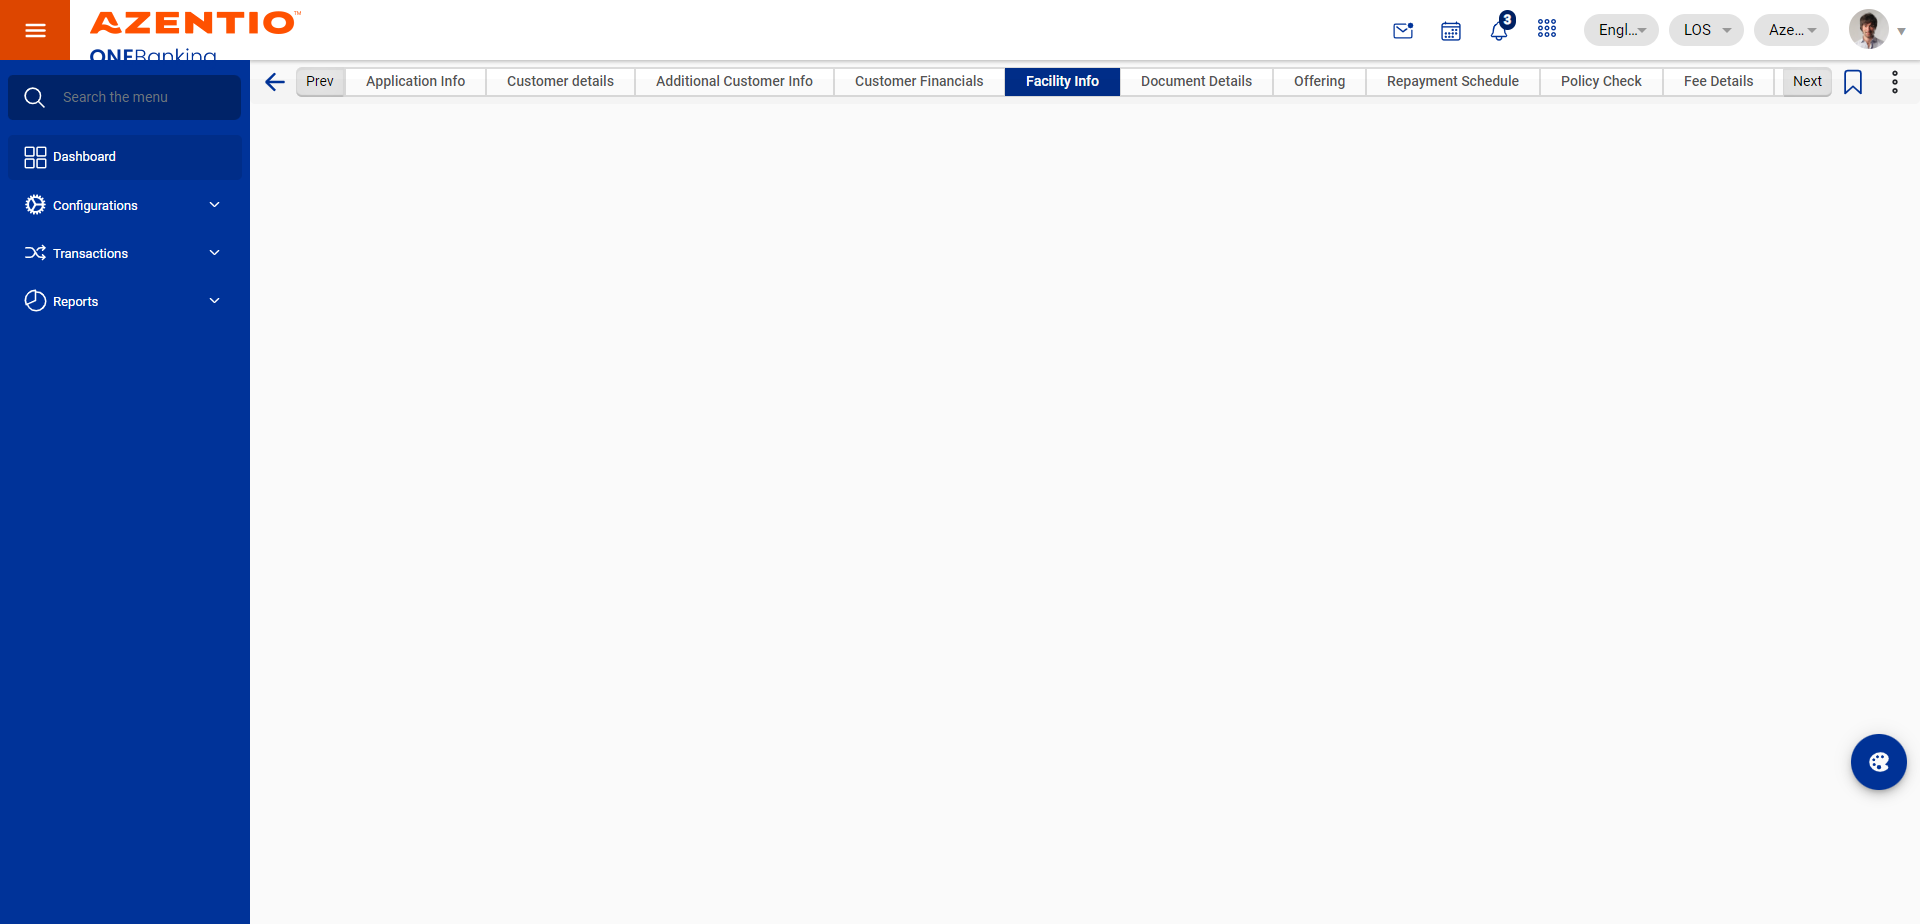 AZENTIO™
ONEBanking
3
Engl...
LOS
Aze...
Search the menu
Dashboard
Configurations
Transactions
Reports
Prev
Application Info
Customer details
Additional Customer Info
Customer Financials
Facility Info
Document Details
Offering
Repayment Schedule
Policy Check
Fee Details
Next